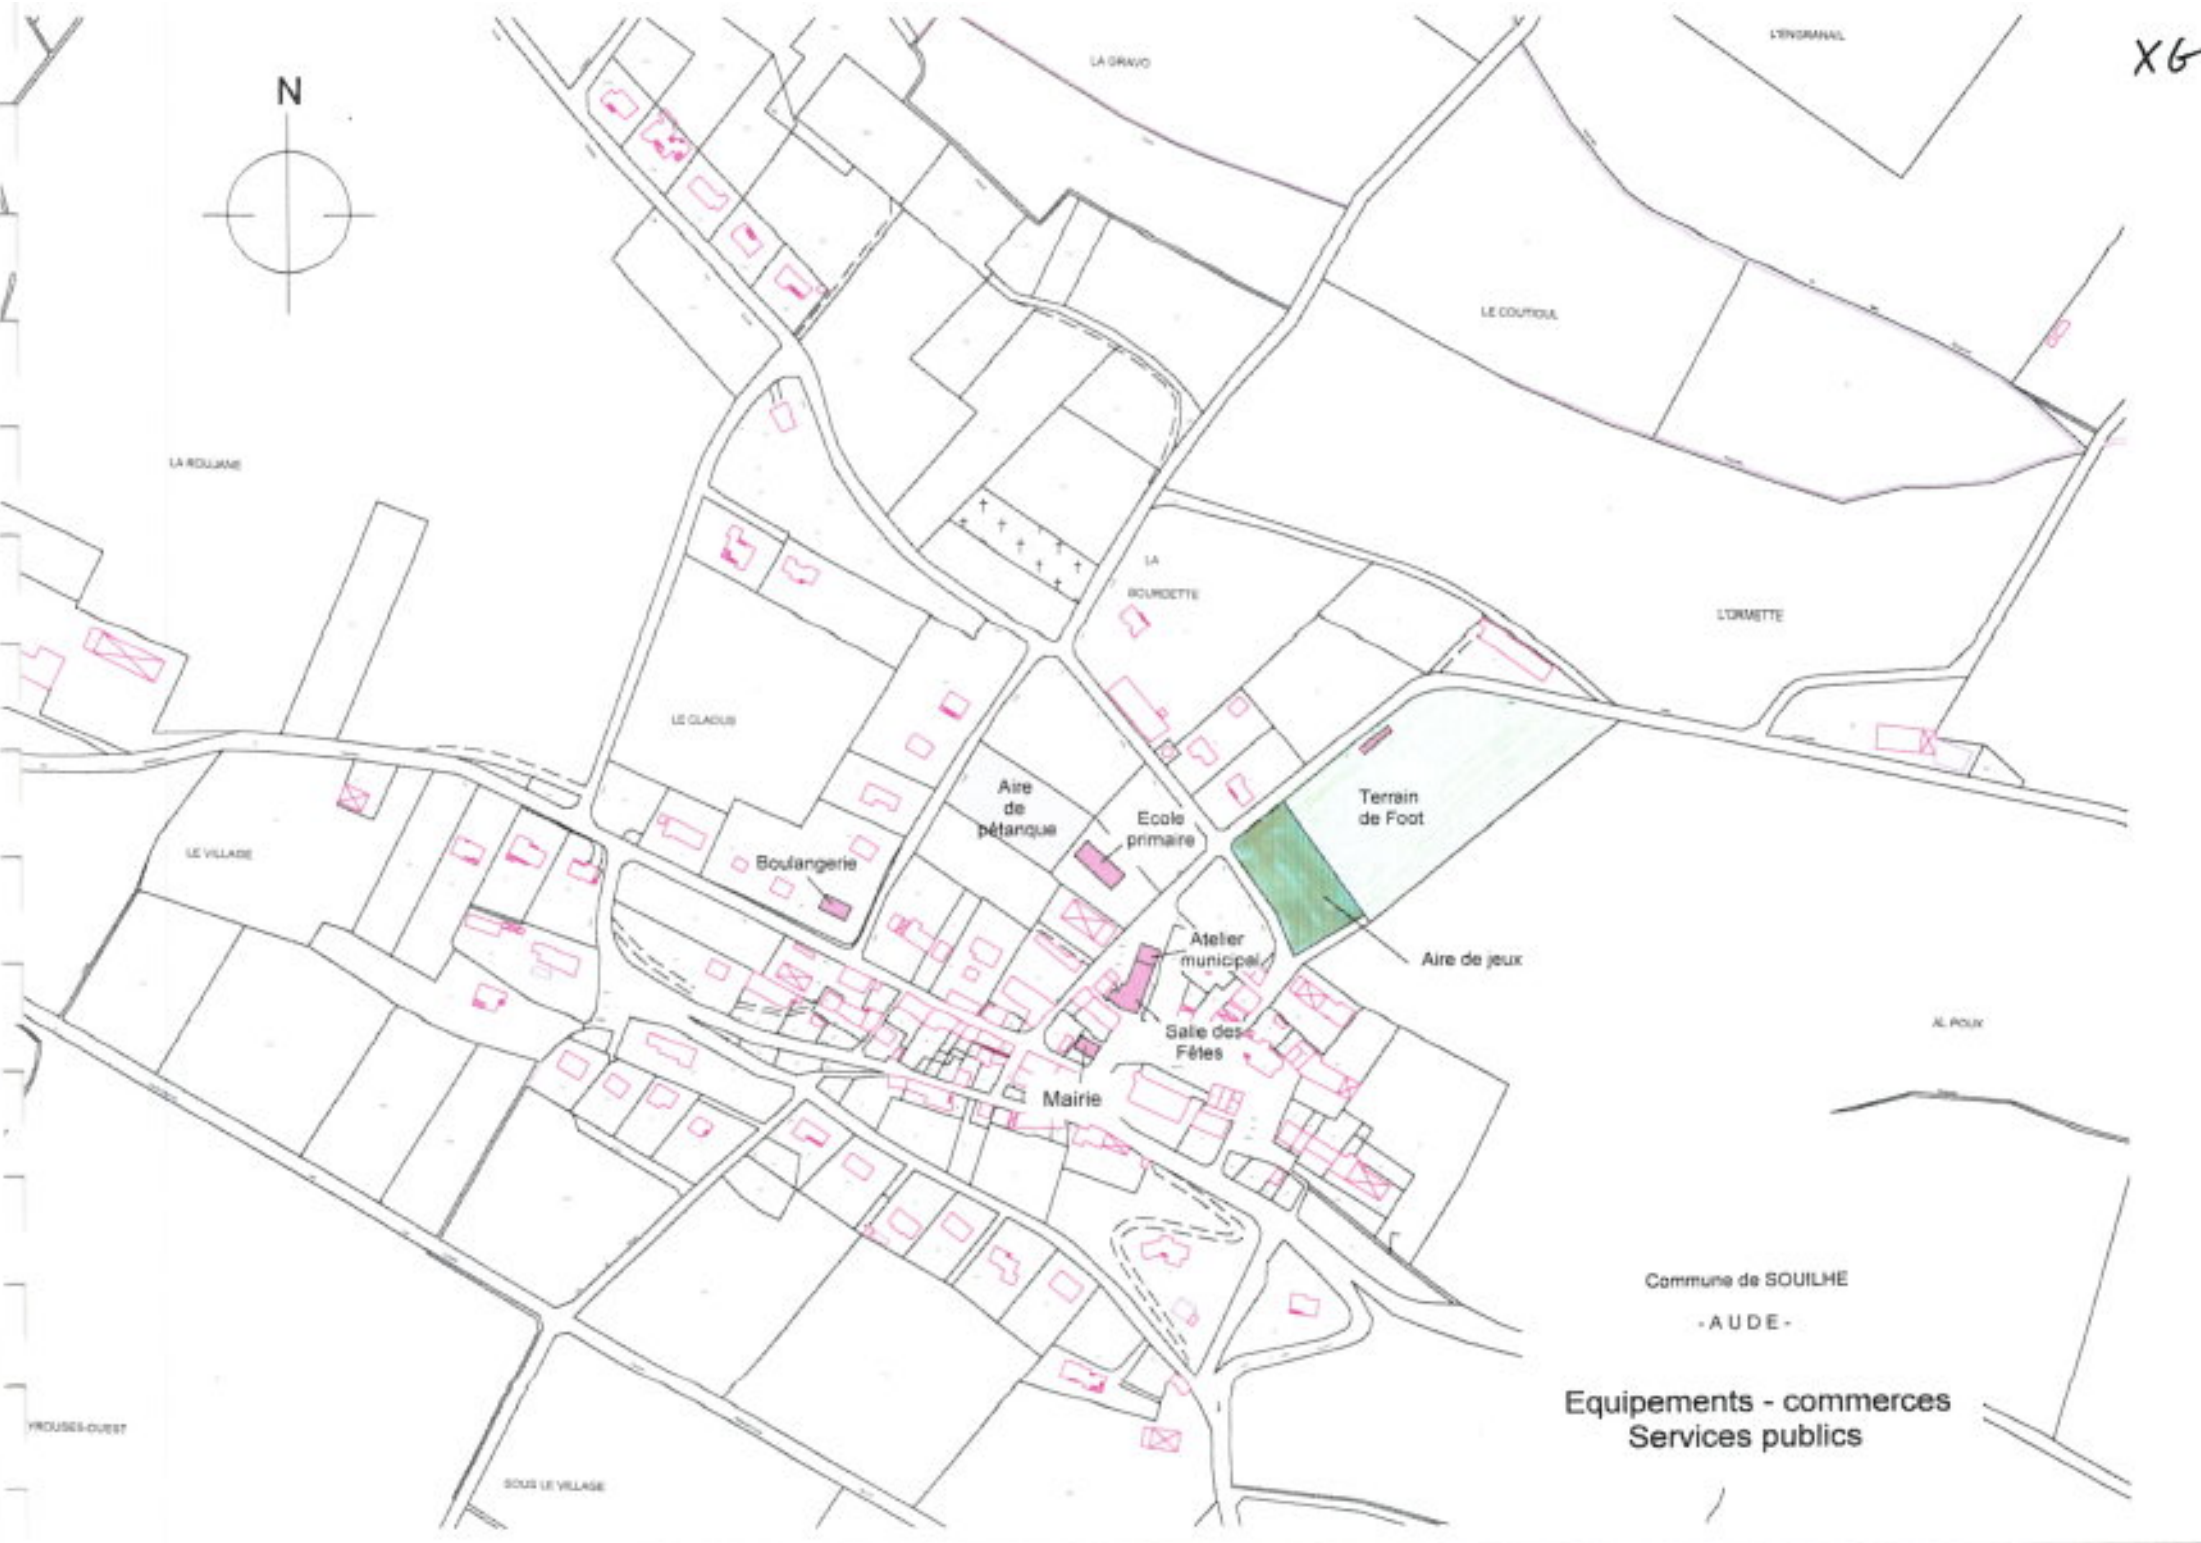 L'ENGRANAIL
XG
LA GRAVO
N
LE COUTIOUL
LA ROUJANE
LA
BOURDETTE
L'ORMETTE
LE CLAOUS
Aire
de
pétanque
Ecole
primaire
Terrain
de Foot
LE VILLAGE
Boulangerie
Atelier
municipal
Aire de jeux
AL POUX
Salle des
Fêtes
Mairie
Commune de SOUILHE
- A U D E -
Equipements - commerces
Services publics
YROUSES-OUEST
SOUS LE VILLAGE